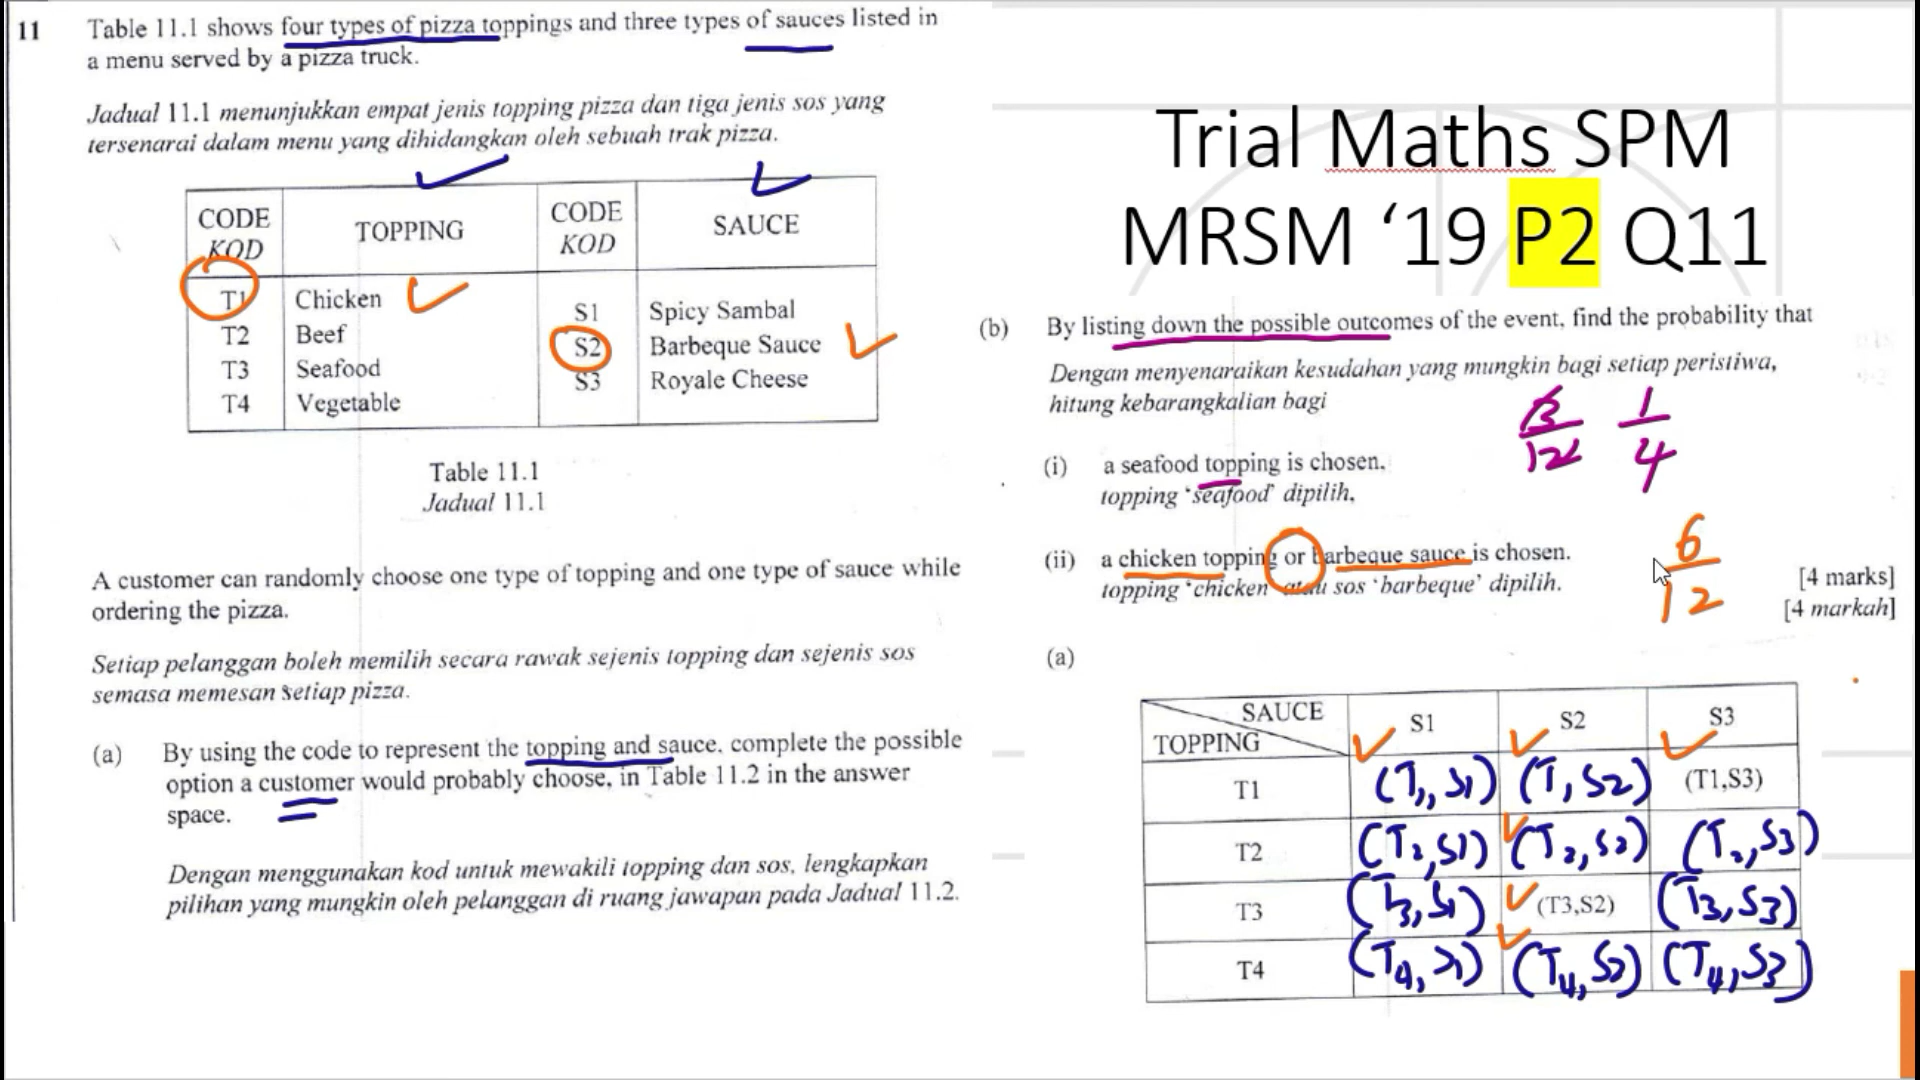 11 Table 11.1 shows four types of pizza toppings and three types of sauces listed in
a menu served by a pizza truck.
Jadual 11.1 menunjukkan empat jenis topping pizza dan tiga jenis sos yang
tersenarai dalam menu yang dihidangkan oleh sebuah trak pizza.
CODE KOD TOPPING CODE KOD SAUCE
T1 Chicken S1 Spicy Sambal
T2 Beef S2 Barbeque Sauce
T3 Seafood S3 Royale Cheese
T4 Vegetable
Table 11.1
Jadual 11.1
A customer can randomly choose one type of topping and one type of sauce while
ordering the pizza.
Setiap pelanggan boleh memilih secara rawak sejenis topping dan sejenis sos
semasa memesan setiap pizza.
(a) By using the code to represent the topping and sauce, complete the possible
option a customer would probably choose, in Table 11.2 in the answer
space.
Dengan menggunakan kod untuk mewakili topping dan sos, lengkapkan
pilihan yang mungkin oleh pelanggan di ruang jawapan pada Jadual 11.2.
Trial Maths SPM
MRSM ‘19 P2 Q11
(b) By listing down the possible outcomes of the event, find the probability that
Dengan menyenaraikan kesudahan yang mungkin bagi setiap peristiwa,
hitung kebarangkalian bagi
3/12 1/4
(i) a seafood topping is chosen.
topping ‘seafood’ dipilih.
(ii) a chicken topping or barbeque sauce is chosen.
topping ‘chicken’ atau sos ‘barbeque’ dipilih.
6/12
[4 marks]
[4 markah]
(a)
SAUCE TOPPING S1 S2 S3
T1 (T1,S1) (T1,S2) (T1,S3)
T2 (T2,S1) (T2,S2) (T2,S3)
T3 (T3,S1) (T3,S2) (T3,S3)
T4 (T4,S1) (T4,S2) (T4,S3)